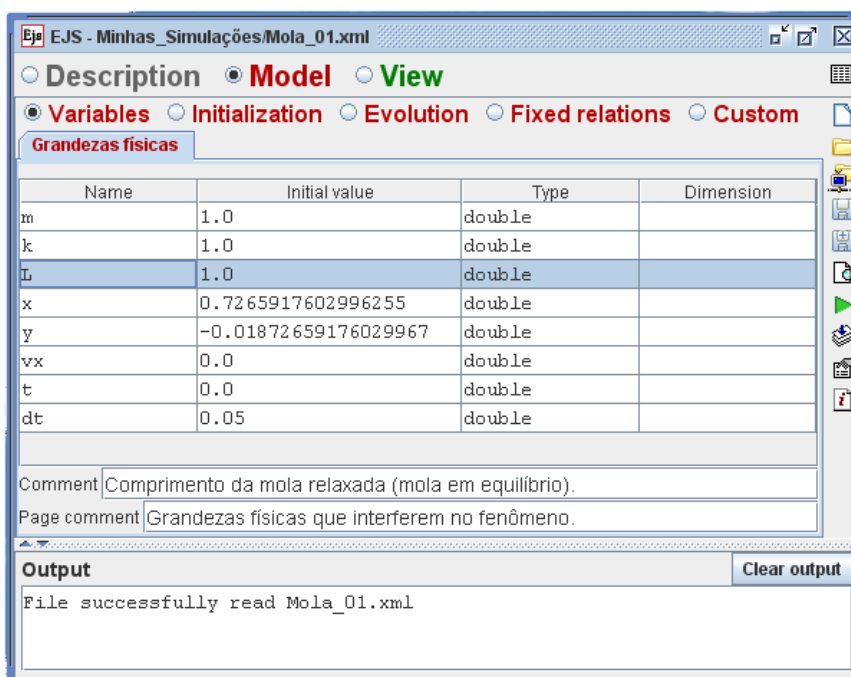 Ejs EJS - Minhas_Simulações/Mola_01.xml
Description Model View
Variables Initialization Evolution Fixed relations Custom
Grandezas físicas
Name Initial value Type Dimension
m 1.0 double
k 1.0 double
L 1.0 double
x 0.7265917602996255 double
y -0.01872659176029967 double
vx 0.0 double
t 0.0 double
dt 0.05 double
Comment Comprimento da mola relaxada (mola em equilíbrio).
Page comment Grandezas físicas que interferem no fenômeno.
Output Clear output
File successfully read Mola_01.xml